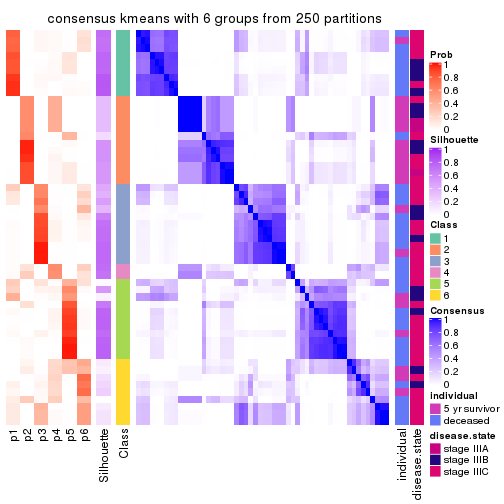 consensus kmeans with 6 groups from 250 partitions
Prob
1
0.8
0.6
0.4
0.2
0
Silhouette
1
0.8
0.6
0.4
0.2
0
Class
1
2
3
4
5
6
Consensus
1
0.8
0.6
0.4
0.2
0
individual
5 yr survivor
deceased
disease.state
stage IIIA
stage IIIB
stage IIIC
p1
p2
p3
p4
p5
p6
Silhouette
Class
individual
disease.state